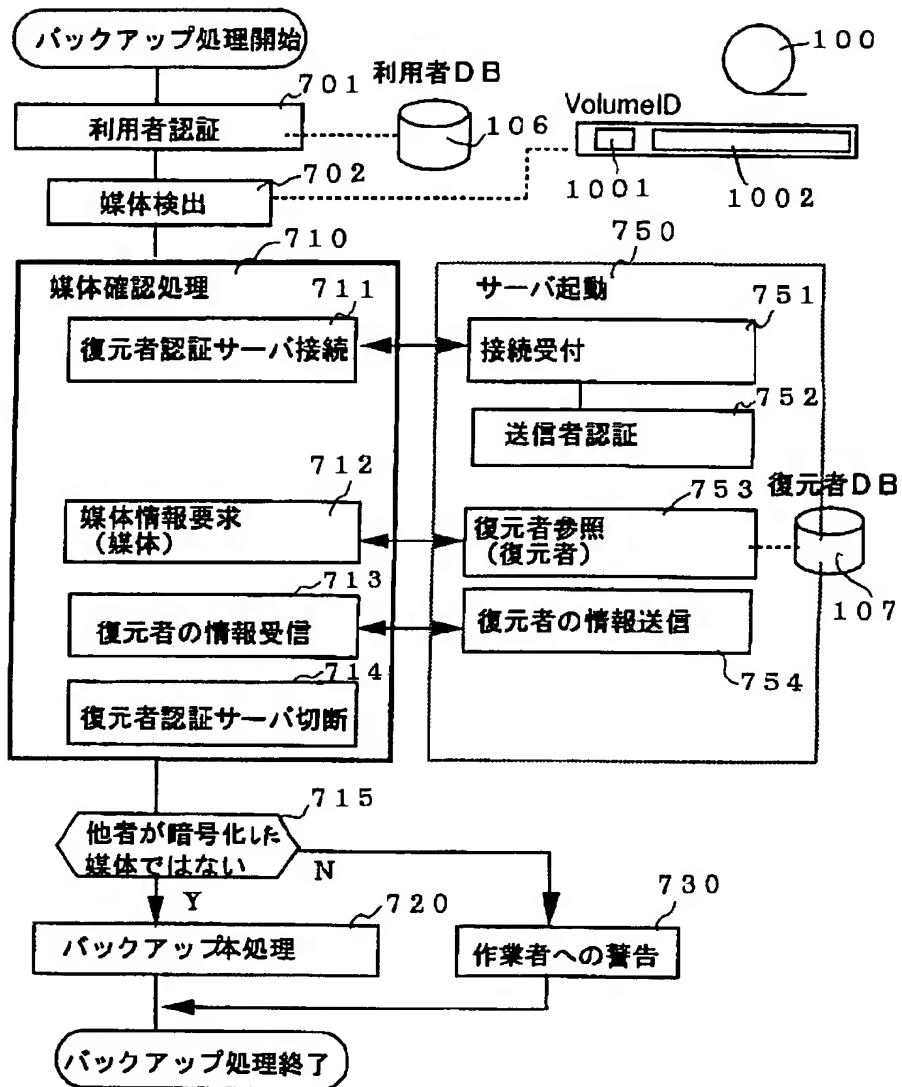 バックアップ処理開始
701
利用者DB
100
利用者認証
106
VolumeID
1001
1002
702
媒体検出
710
750
媒体確認処理
711
サーバ起動
751
復元者認証サーバ接続
接続受付
752
送信者認証
712
753
復元者DB
媒体情報要求
(媒体)
復元者参照
(復元者)
107
713
復元者の情報受信
復元者の情報送信
714
754
復元者認証サーバ切断
715
他者が暗号化した
媒体ではない
N
Y
720
730
バックアップ本処理
作業者への警告
バックアップ処理終了